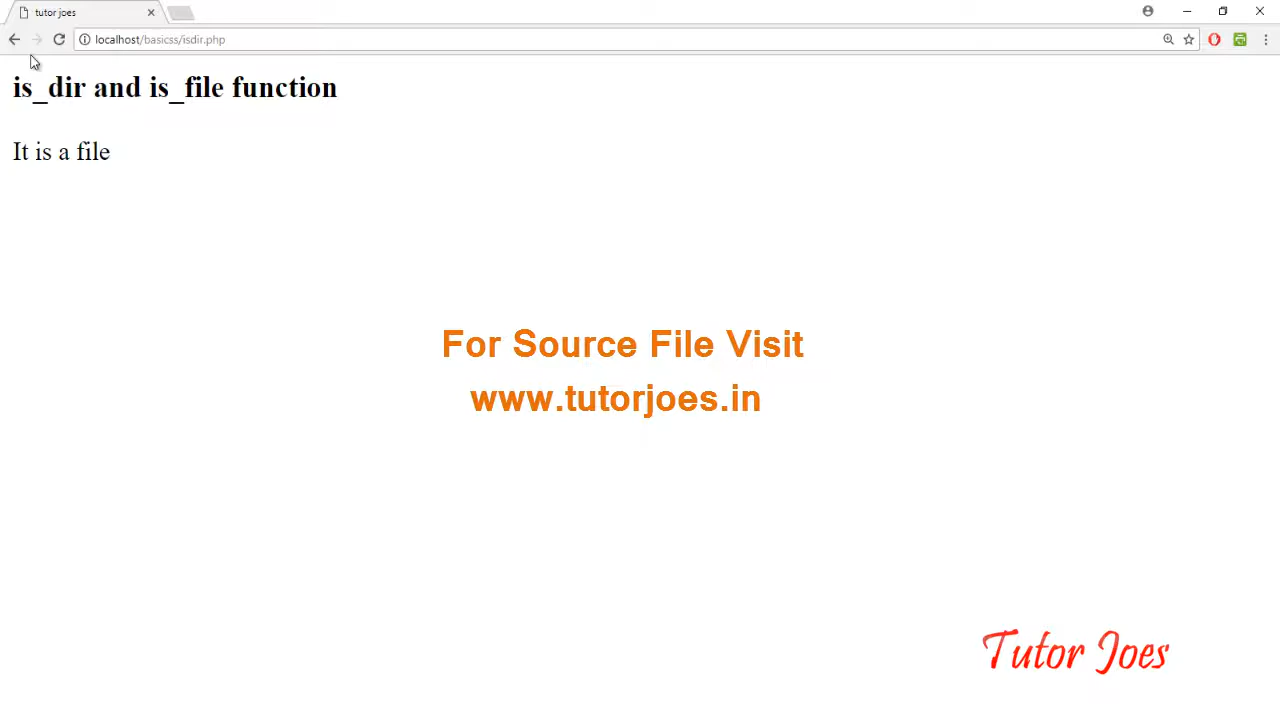 tutor joes
localhost/basicss/isdir.php
is_dir and is_file function
It is a file
For Source File Visit
www.tutorjoes.in
Tutor Joes